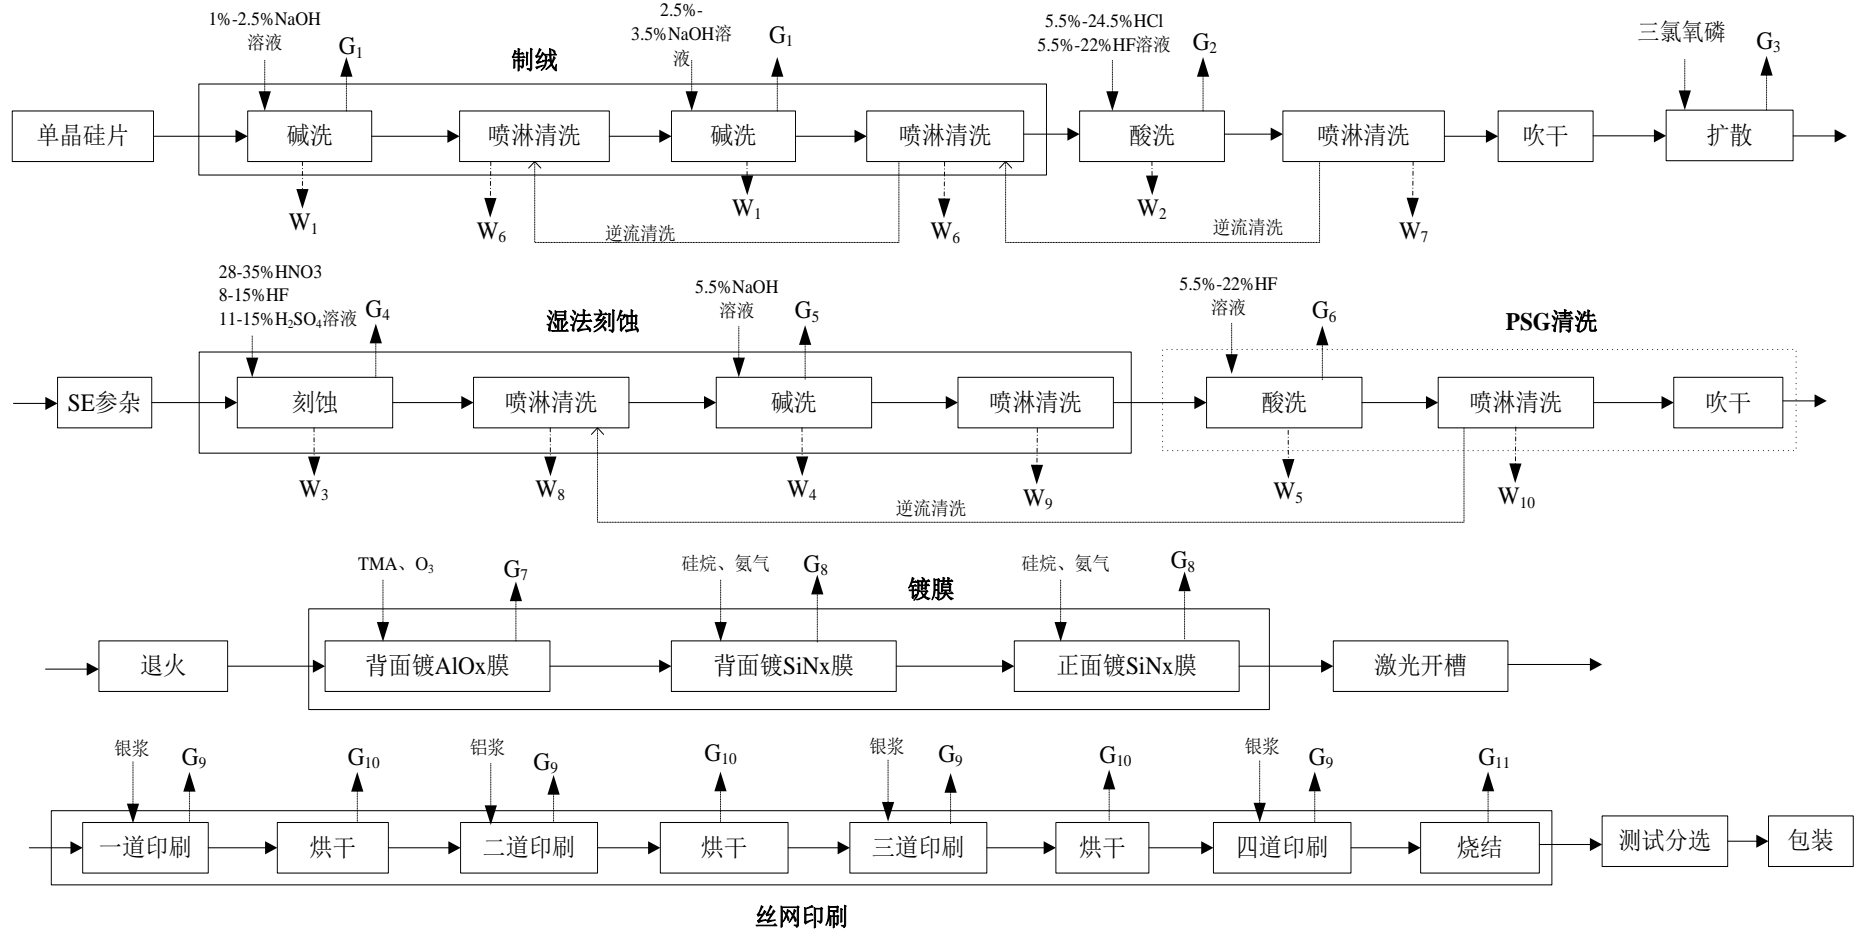 1%-2.5%NaOH
溶液
G1
制绒
2.5%-
3.5%NaOH溶
液
G1
5.5%-24.5%HCl
5.5%-22%HF溶液
G2
三氯氧磷
G3
单晶硅片
碱洗
喷淋清洗
碱洗
喷淋清洗
酸洗
喷淋清洗
吹干
扩散
W1
W6
逆流清洗
W1
W6
W2
逆流清洗
W7
28-35%HNO3
8-15%HF
11-15%H2SO4溶液
G4
湿法刻蚀
5.5%NaOH
溶液
G5
5.5%-22%HF
溶液
G6
PSG清洗
SE参杂
刻蚀
喷淋清洗
碱洗
喷淋清洗
酸洗
喷淋清洗
吹干
W3
W8
W4
逆流清洗
W9
W5
W10
TMA、O3
G7
硅烷、氨气
G8
镀膜
硅烷、氨气
G8
退火
背面镀AlOx膜
背面镀SiNx膜
正面镀SiNx膜
激光开槽
银浆
G9
G10
铝浆
G9
G10
银浆
G9
G10
银浆
G9
G11
一道印刷
烘干
二道印刷
烘干
三道印刷
烘干
四道印刷
烧结
测试分选
包装
丝网印刷